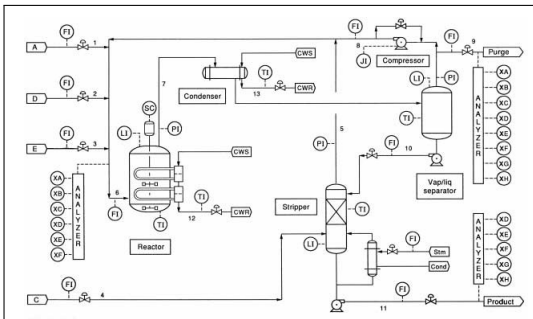 FI
8
FI
9
FI
A
1
JI
Compressor
Purge
CWS
7
XA
XB
XC
XD
XE
XF
XG
XH
ANALYZER
FI
D
2
TI
CWR
13
Condenser
LI
PI
SC
TI
FI
E
3
LI
PI
5
FI
10
CWS
PI
Vap/liq
separator
XA
XB
XC
XD
XE
XF
ANALYZER
6
FI
TI
12
CWR
TI
Reactor
Stripper
TI
LI
FI
Stm
Cond
XD
XE
XF
XG
XH
ANALYZER
FI
C
4
FI
11
Product